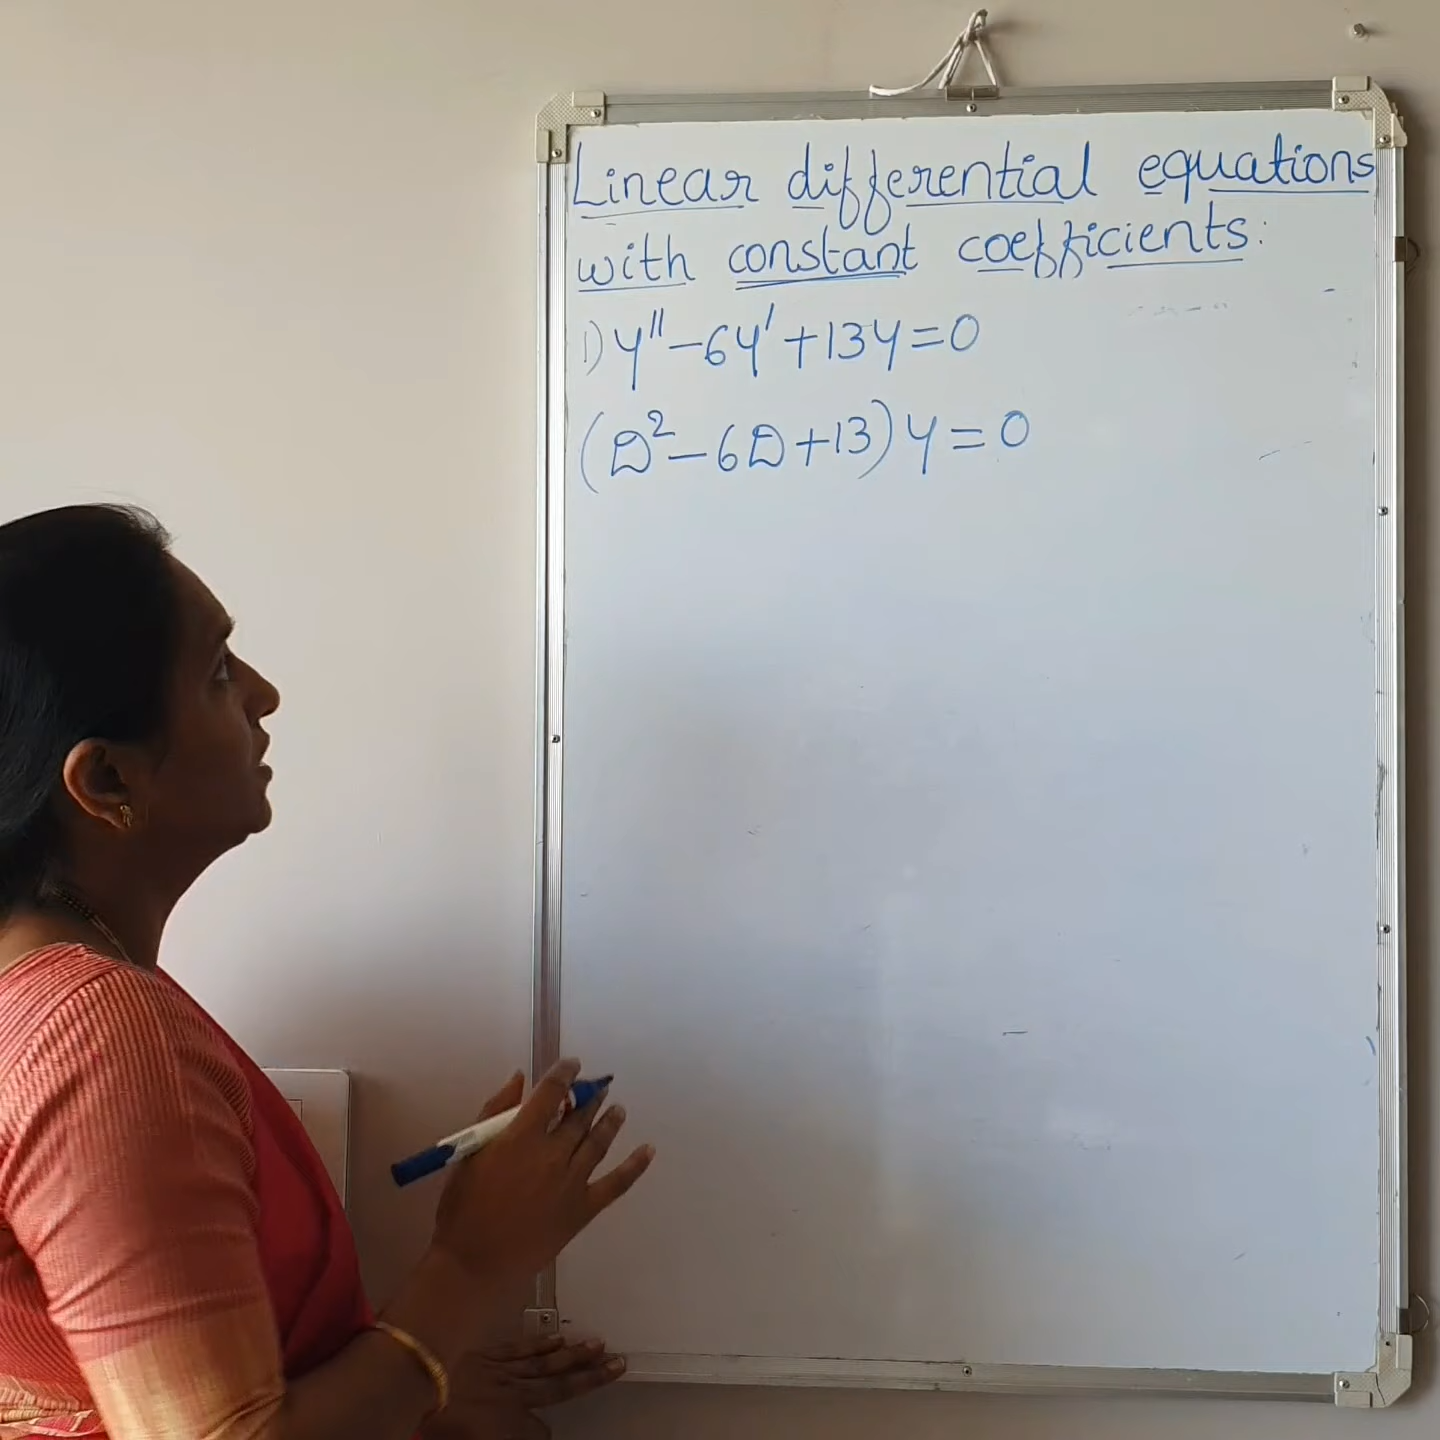 Linear differential equations
with constant coefficients:
1) y''-6y'+13y=0
(D²-6D+13)y=0